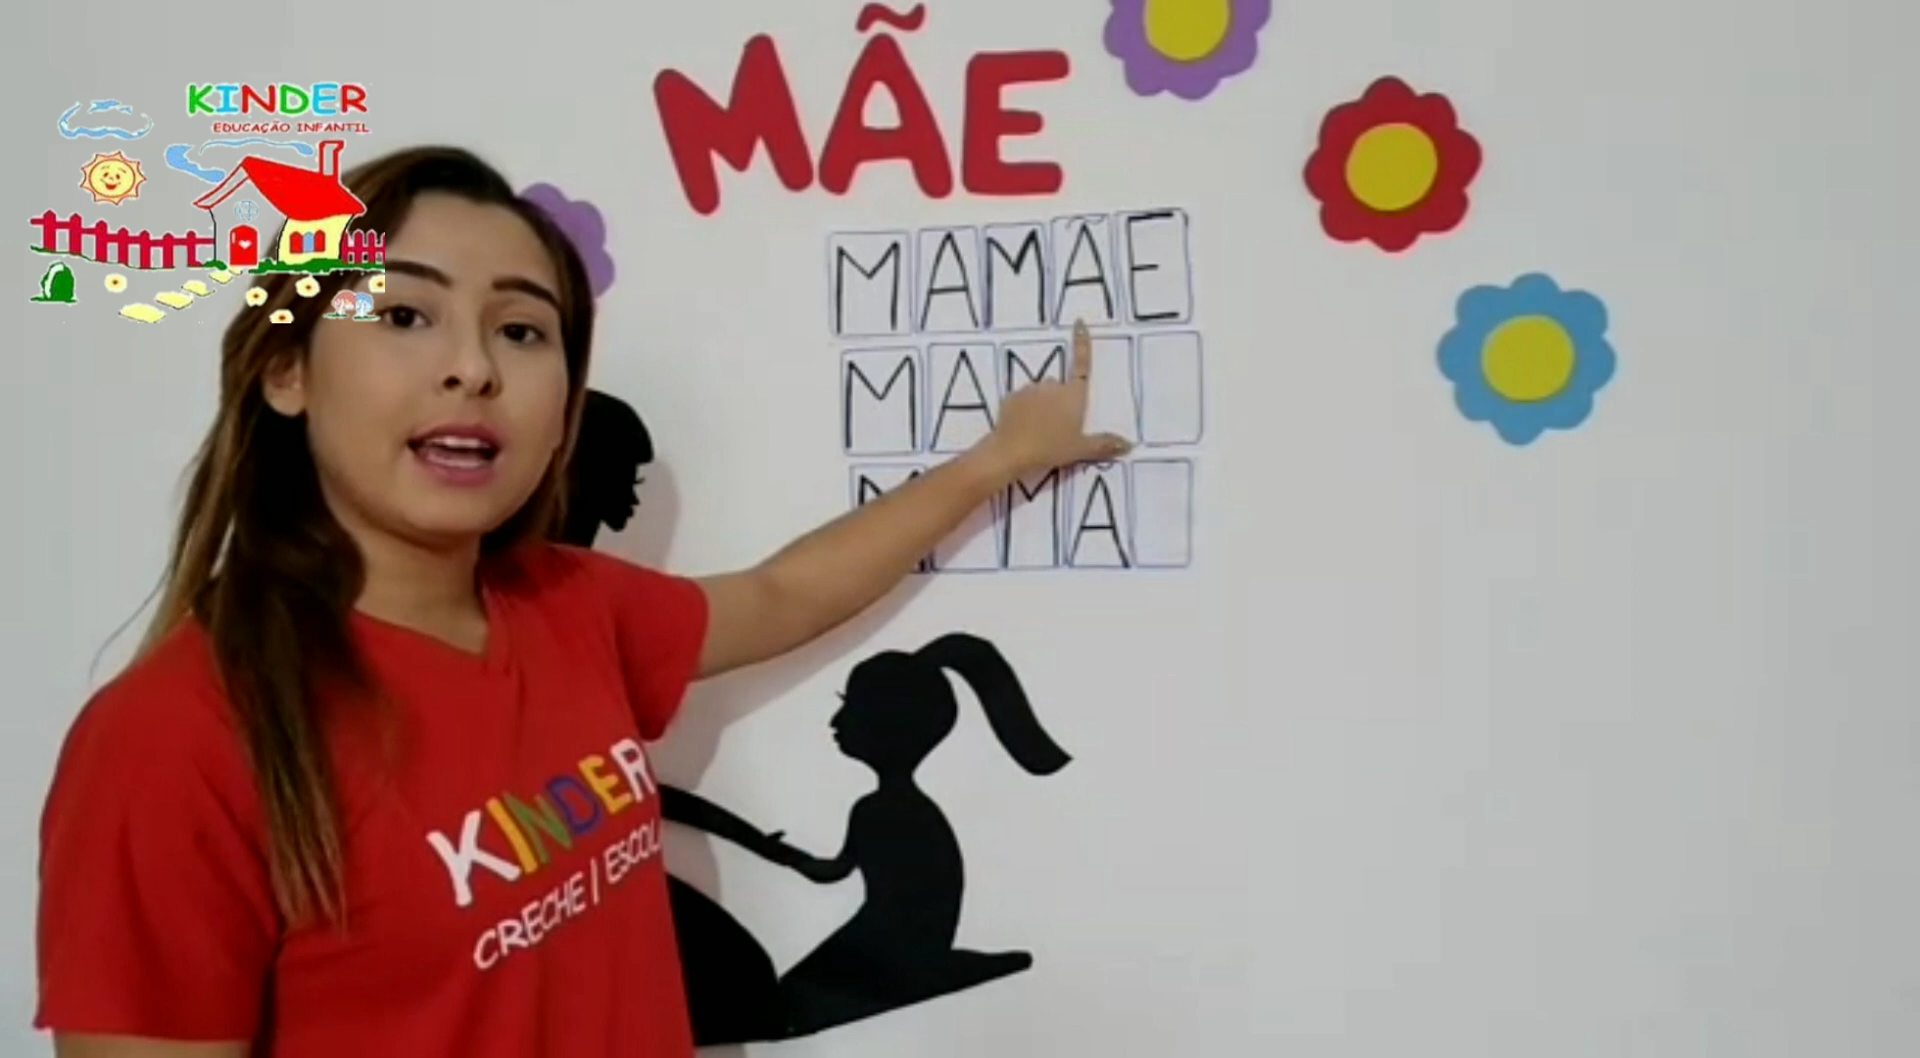 KINDER
EDUCAÇÃO INFANTIL
MÃE
MAMÃE
MAM
MÃ
KINDER
CRECHE | ESCOL